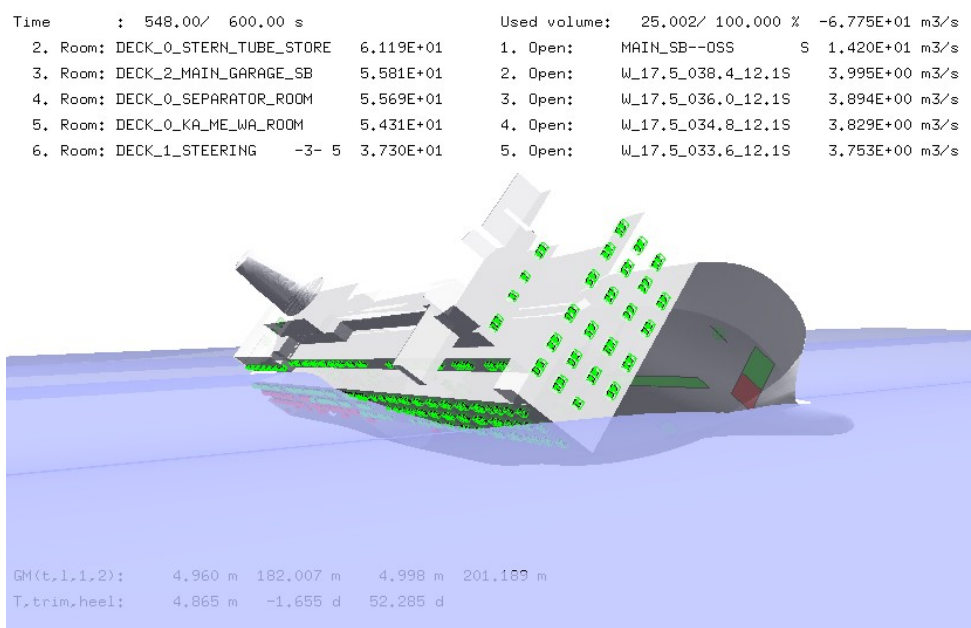 Time : 548.00/ 600.00 s Used volume: 25.002/ 100.000 % -6.775E+01 m3/s
2. Room: DECK_0_STERN_TUBE_STORE 6.119E+01 1. Open: MAIN_SB--OSS S 1.420E+01 m3/s
3. Room: DECK_2_MAIN_GARAGE_SB 5.581E+01 2. Open: W_17.5_038.4_12.1S 3.995E+00 m3/s
4. Room: DECK_0_SEPARATOR_ROOM 5.569E+01 3. Open: W_17.5_036.0_12.1S 3.894E+00 m3/s
5. Room: DECK_0_KA_ME_WA_ROOM 5.431E+01 4. Open: W_17.5_034.8_12.1S 3.829E+00 m3/s
6. Room: DECK_1_STEERING -3- 5 3.730E+01 5. Open: W_17.5_033.6_12.1S 3.753E+00 m3/s
GM(t,l,1,2): 4.960 m 182.007 m 4.998 m 201.189 m
T,trim,heel: 4.865 m -1.655 d 52.285 d